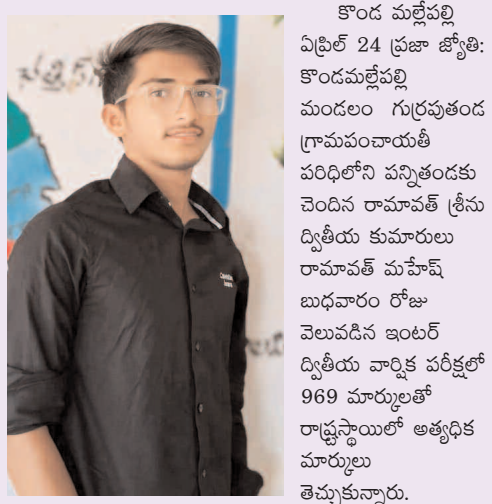 కొండ మల్లేపల్లి
ఏప్రిల్ 24 ప్రజా జ్యోతి:
కొండమల్లేపల్లి
మండలం గుర్రపుతండ
గ్రామపంచాయతీ
పరిధిలోని పన్నితండకు
చెందిన రామావత్ శ్రీను
ద్వితీయ కుమారులు
రామావత్ మహేష్
బుధవారం రోజు
వెలువడిన ఇంటర్
ద్వితీయ వార్షిక పరీక్షలో
969 మార్కులతో
రాష్ట్రస్థాయిలో అత్యధిక
మార్కులు
తెచ్చుకున్నారు.